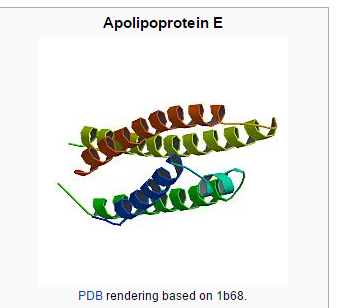 Apolipoprotein E
PDB rendering based on 1b68.